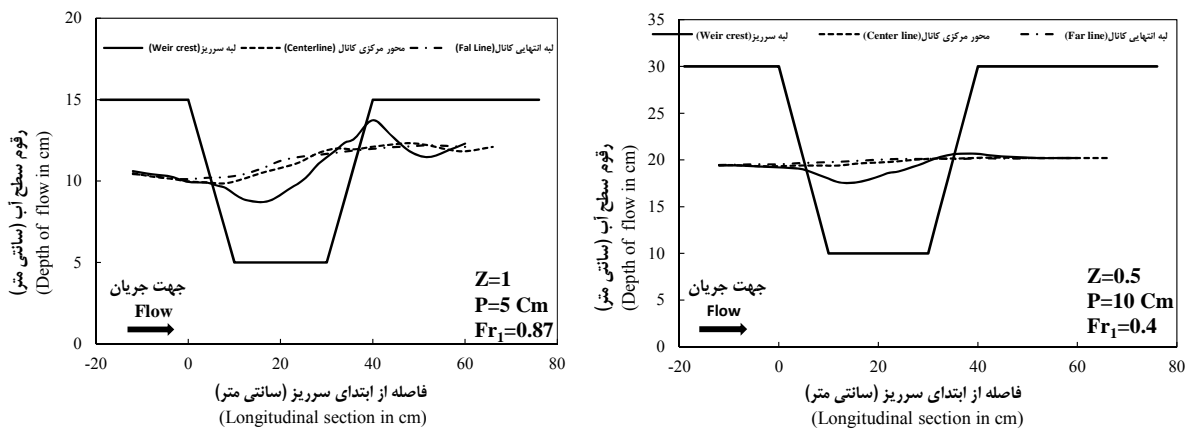 20
15
10
5
0
-20
0
20
40
60
80
لبه سرریز(Weir crest)
محور مرکزی کانال (Centerline)
لبه انتهایی کانال(Fal Line)
رقوم سطح آب (سانتی متر)
(Depth of flow in cm)
جهت جریان
Flow
Z=1
P=5 Cm
Fr₁=0.87
فاصله از ابتدای سرریز (سانتی متر)
(Longitudinal section in cm)
35
30
25
20
15
10
5
0
-20
0
20
40
60
80
لبه سرریز(Weir crest)
محور مرکزی کانال(Center line)
لبه انتهایی کانال(Far line)
رقوم سطح آب (سانتی متر)
(Depth of flow in cm)
جهت جریان
Flow
Z=0.5
P=10 Cm
Fr₁=0.4
فاصله از ابتدای سرریز (سانتی متر)
(Longitudinal section in cm)